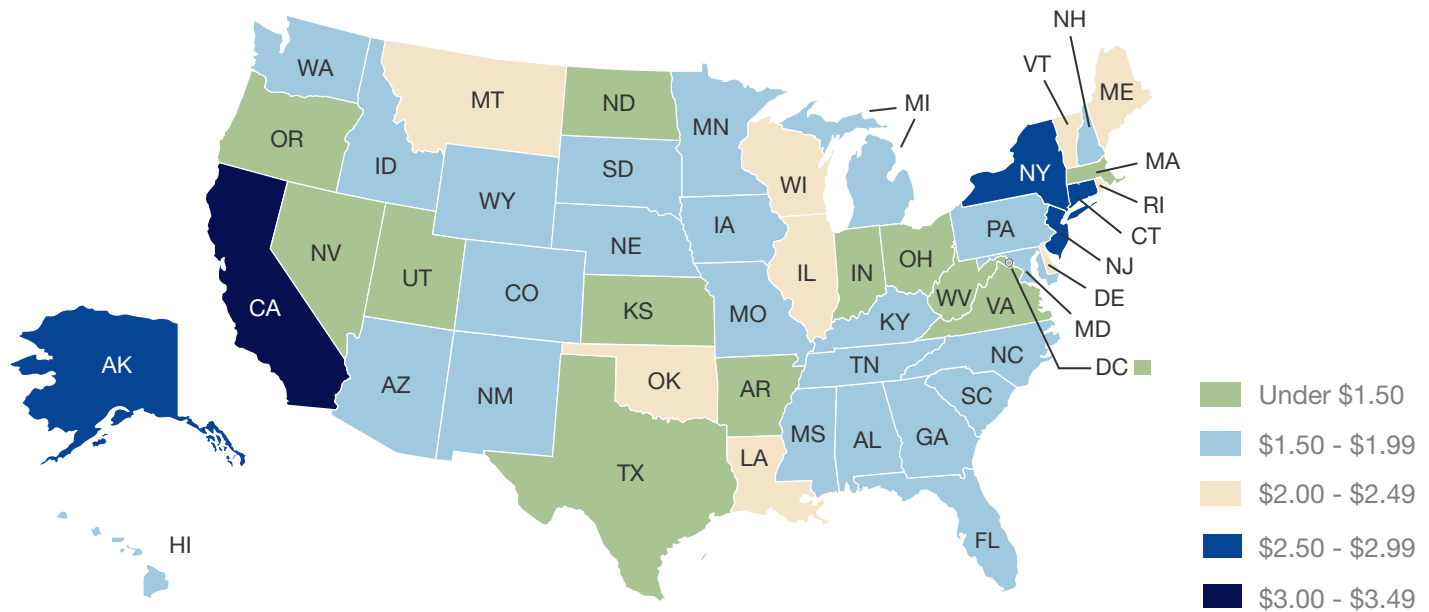 NH
WA
VT
MT
ME
ND
MI
MN
OR
ID
SD
MA
NY
WI
WY
RI
IA
PA
CT
NE
NV
OH
NJ
UT
IL
IN
CO
DE
WV
VA
CA
KS
MO
KY
MD
NC
AK
TN
DC
AZ
OK
AR
NM
SC
Under $1.50
MS
AL
GA
$1.50 - $1.99
LA
TX
$2.00 - $2.49
HI
FL
$2.50 - $2.99
$3.00 - $3.49